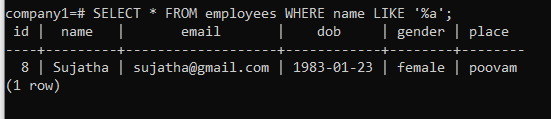 company1=# SELECT * FROM employees WHERE name LIKE '%a';
 id |  name   |       email       |    dob     | gender | place
----+---------+-------------------+------------+--------+--------
  8 | Sujatha | sujatha@gmail.com | 1983-01-23 | female | poovam
(1 row)